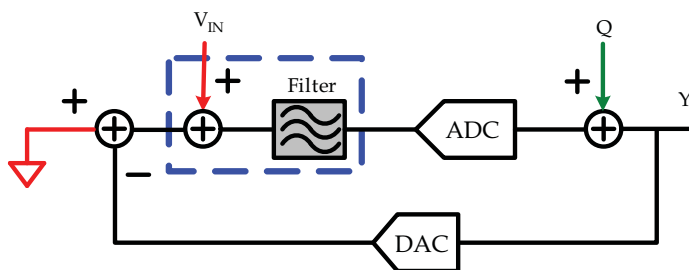 V_IN
Q
+
+
+
Filter
Y
+
+
ADC
+
−
DAC